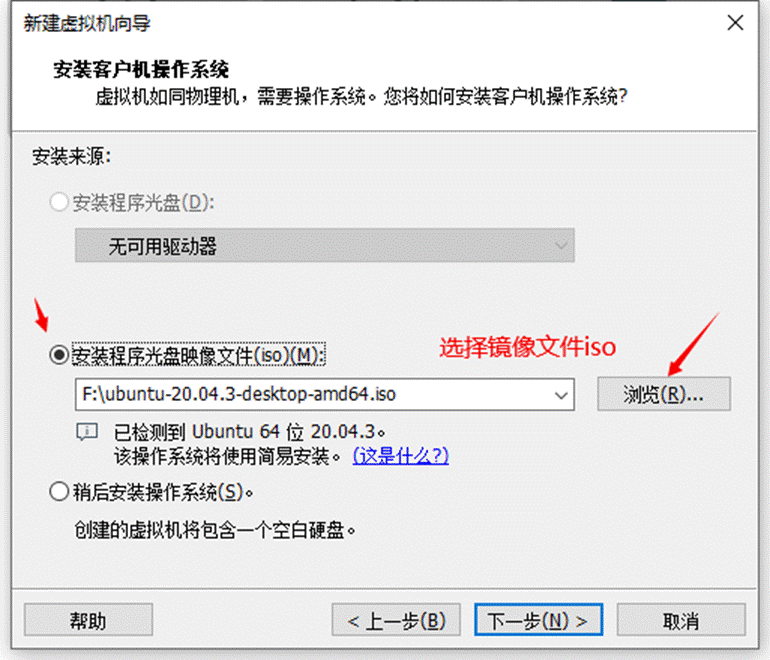 新建虚拟机向导
安装客户机操作系统
虚拟机如同物理机，需要操作系统。您将如何安装客户机操作系统?
安装来源:
安装程序光盘(D):
无可用驱动器
安装程序光盘映像文件(iso)(M):
选择镜像文件iso
F:\ubuntu-20.04.3-desktop-amd64.iso
浏览(R)...
已检测到 Ubuntu 64 位 20.04.3。
该操作系统将使用简易安装。(这是什么?)
稍后安装操作系统(S)。
创建的虚拟机将包含一个空白硬盘。
帮助
< 上一步(B)
下一步(N) >
取消